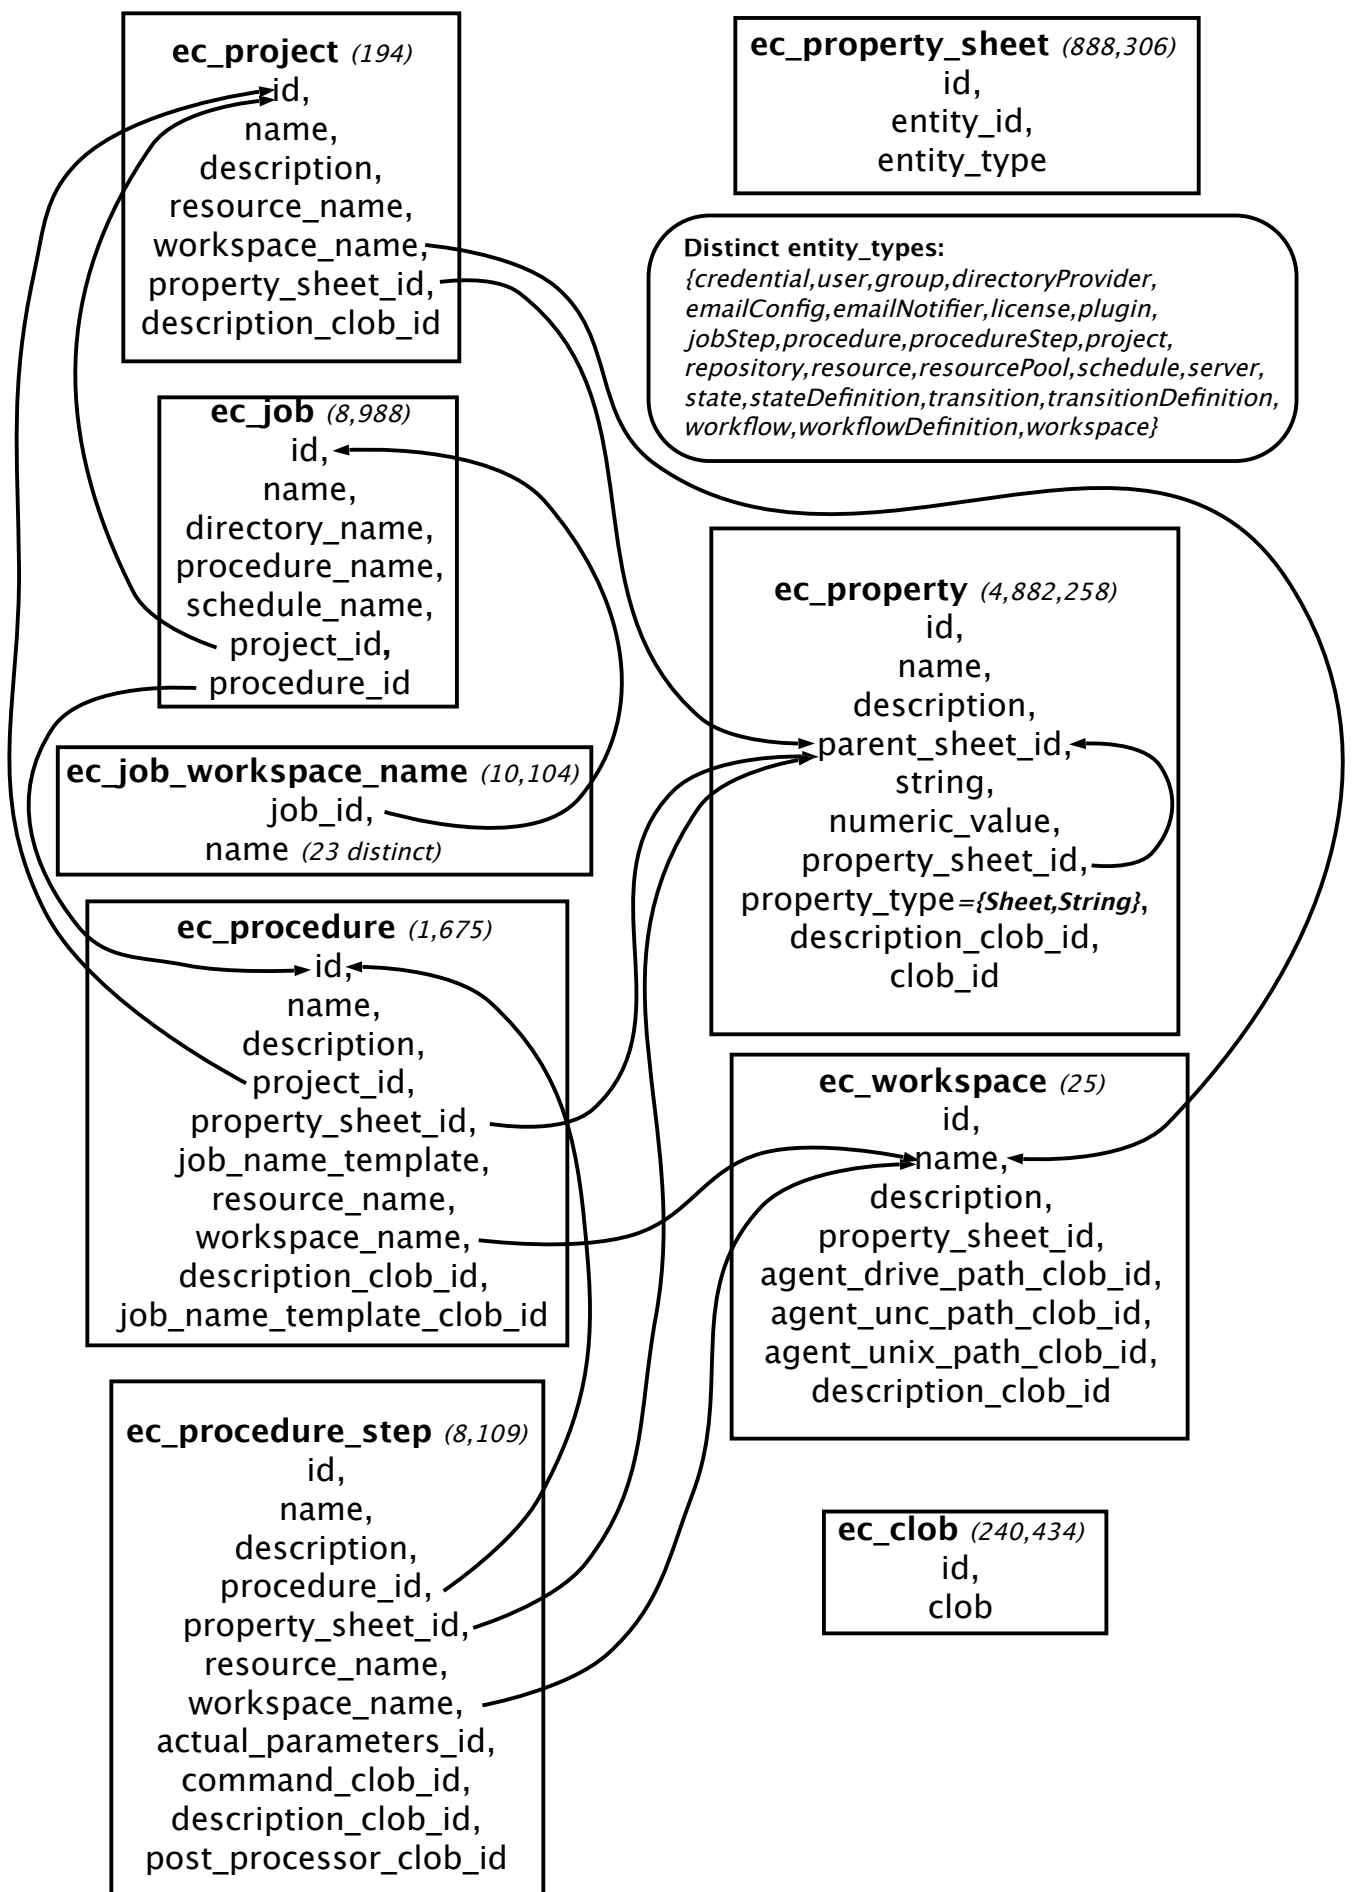 ec_project (194)
id,
name,
description,
resource_name,
workspace_name,
property_sheet_id,
description_clob_id
ec_job (8,988)
id,
name,
directory_name,
procedure_name,
schedule_name,
project_id,
procedure_id
ec_job_workspace_name (10,104)
job_id,
name (23 distinct)
ec_procedure (1,675)
id,
name,
description,
project_id,
property_sheet_id,
job_name_template,
resource_name,
workspace_name,
description_clob_id,
job_name_template_clob_id
ec_procedure_step (8,109)
id,
name,
description,
procedure_id,
property_sheet_id,
resource_name,
workspace_name,
actual_parameters_id,
command_clob_id,
description_clob_id,
post_processor_clob_id
ec_property_sheet (888,306)
id,
entity_id,
entity_type
Distinct entity_types:
{credential,user,group,directoryProvider,
emailConfig,emailNotifier,license,plugin,
jobStep,procedure,procedureStep,project,
repository,resource,resourcePool,schedule,server,
state,stateDefinition,transition,transitionDefinition,
workflow,workflowDefinition,workspace}
ec_property (4,882,258)
id,
name,
description,
parent_sheet_id,
string,
numeric_value,
property_sheet_id,
property_type={Sheet,String},
description_clob_id,
clob_id
ec_workspace (25)
id,
name,
description,
property_sheet_id,
agent_drive_path_clob_id,
agent_unc_path_clob_id,
agent_unix_path_clob_id,
description_clob_id
ec_clob (240,434)
id,
clob